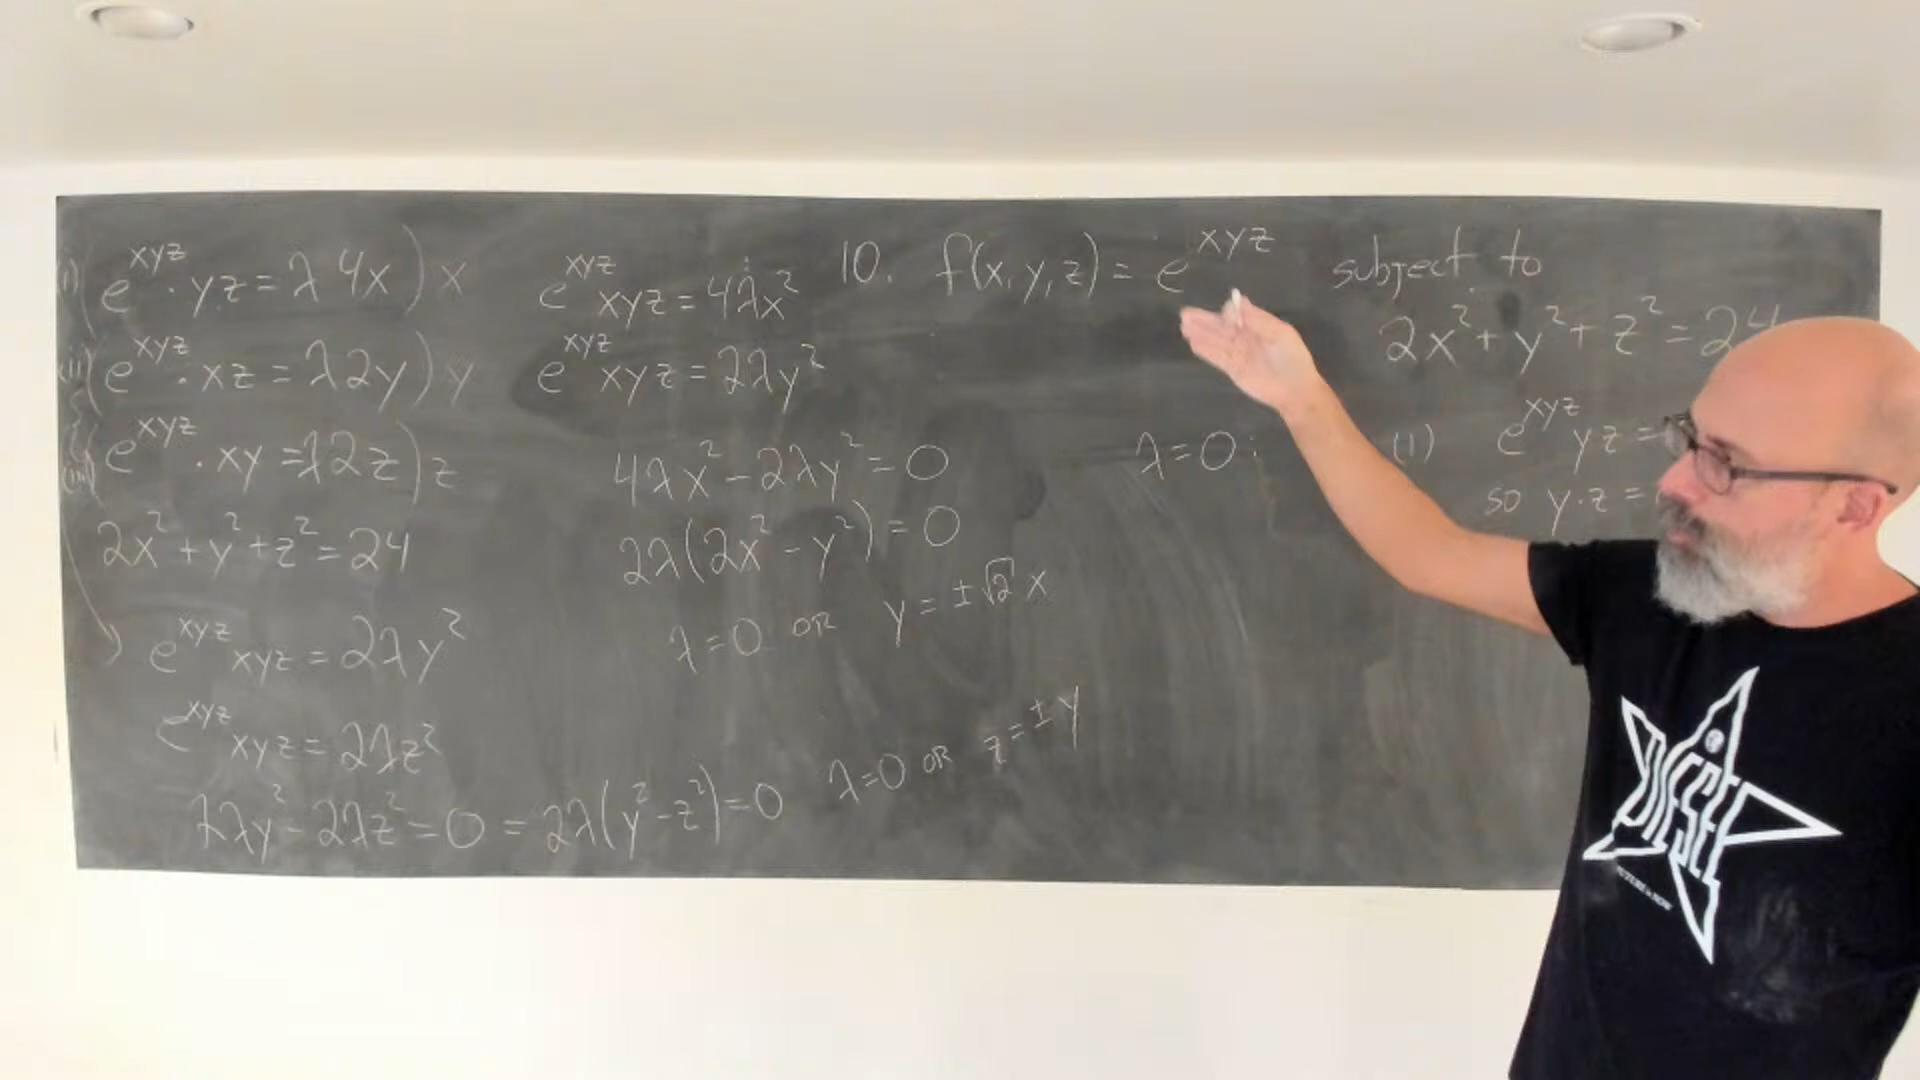 (i) (e^{xyz} · yz = λ 4x) x
(ii) (e^{xyz} · xz = λ2y) y
(iii) e^{xyz} · xy = λ2z) z
2x² + y² + z² = 24
e^{xyz} xyz = 2λy²
e^{xyz} xyz = 2λz²
2λy² - 2λz² = 0 = 2λ(y² - z²) = 0
λ=0 OR z = ± y
e^{xyz} xyz = 4λx²
e^{xyz} xyz = 2λy²
4λx² - 2λy² = 0
2λ(2x² - y²) = 0
λ=0 OR y = ±√2 x
10. f(x,y,z) = e^{xyz} subject to
2x² + y² + z² = 24
λ=0: (1) e^{xyz} yz =
so y·z =
DIESEL